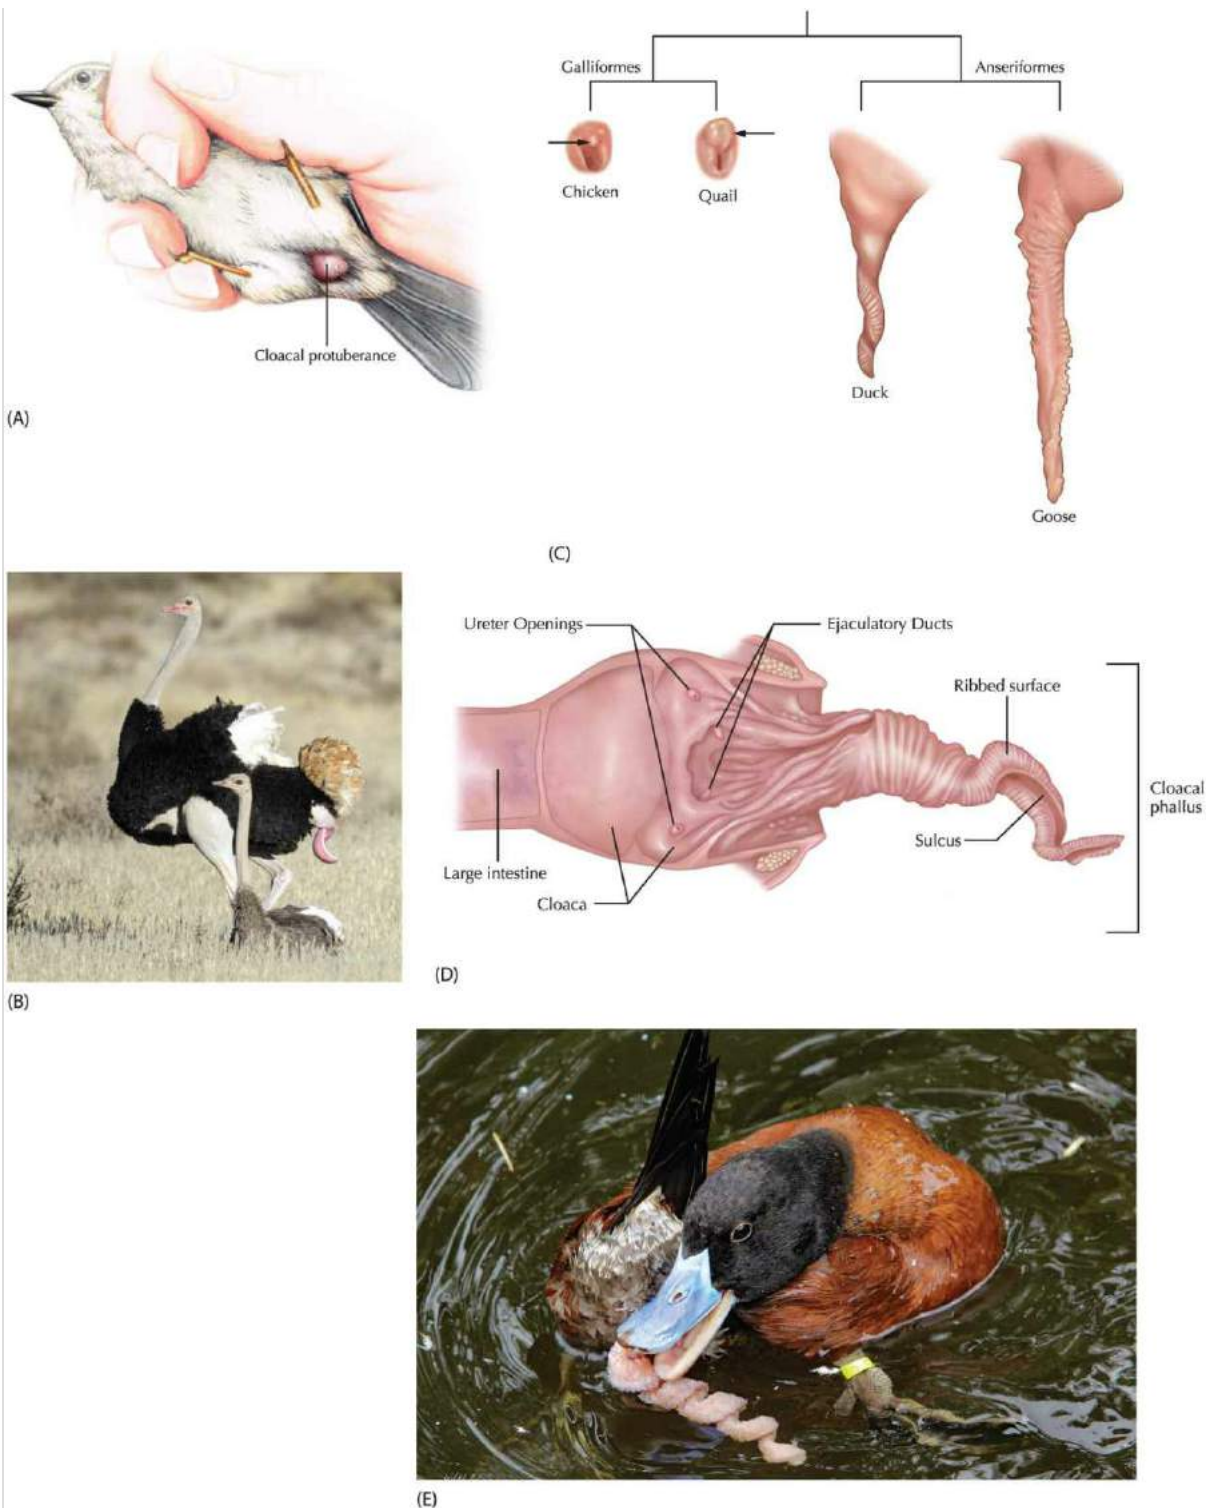 Cloacal protuberance
(A)
Galliformes
Anseriformes
Chicken
Quail
Duck
Goose
(C)
(B)
Ureter Openings
Ejaculatory Ducts
Ribbed surface
Cloacal
phallus
Sulcus
Large intestine
Cloaca
(D)
(E)